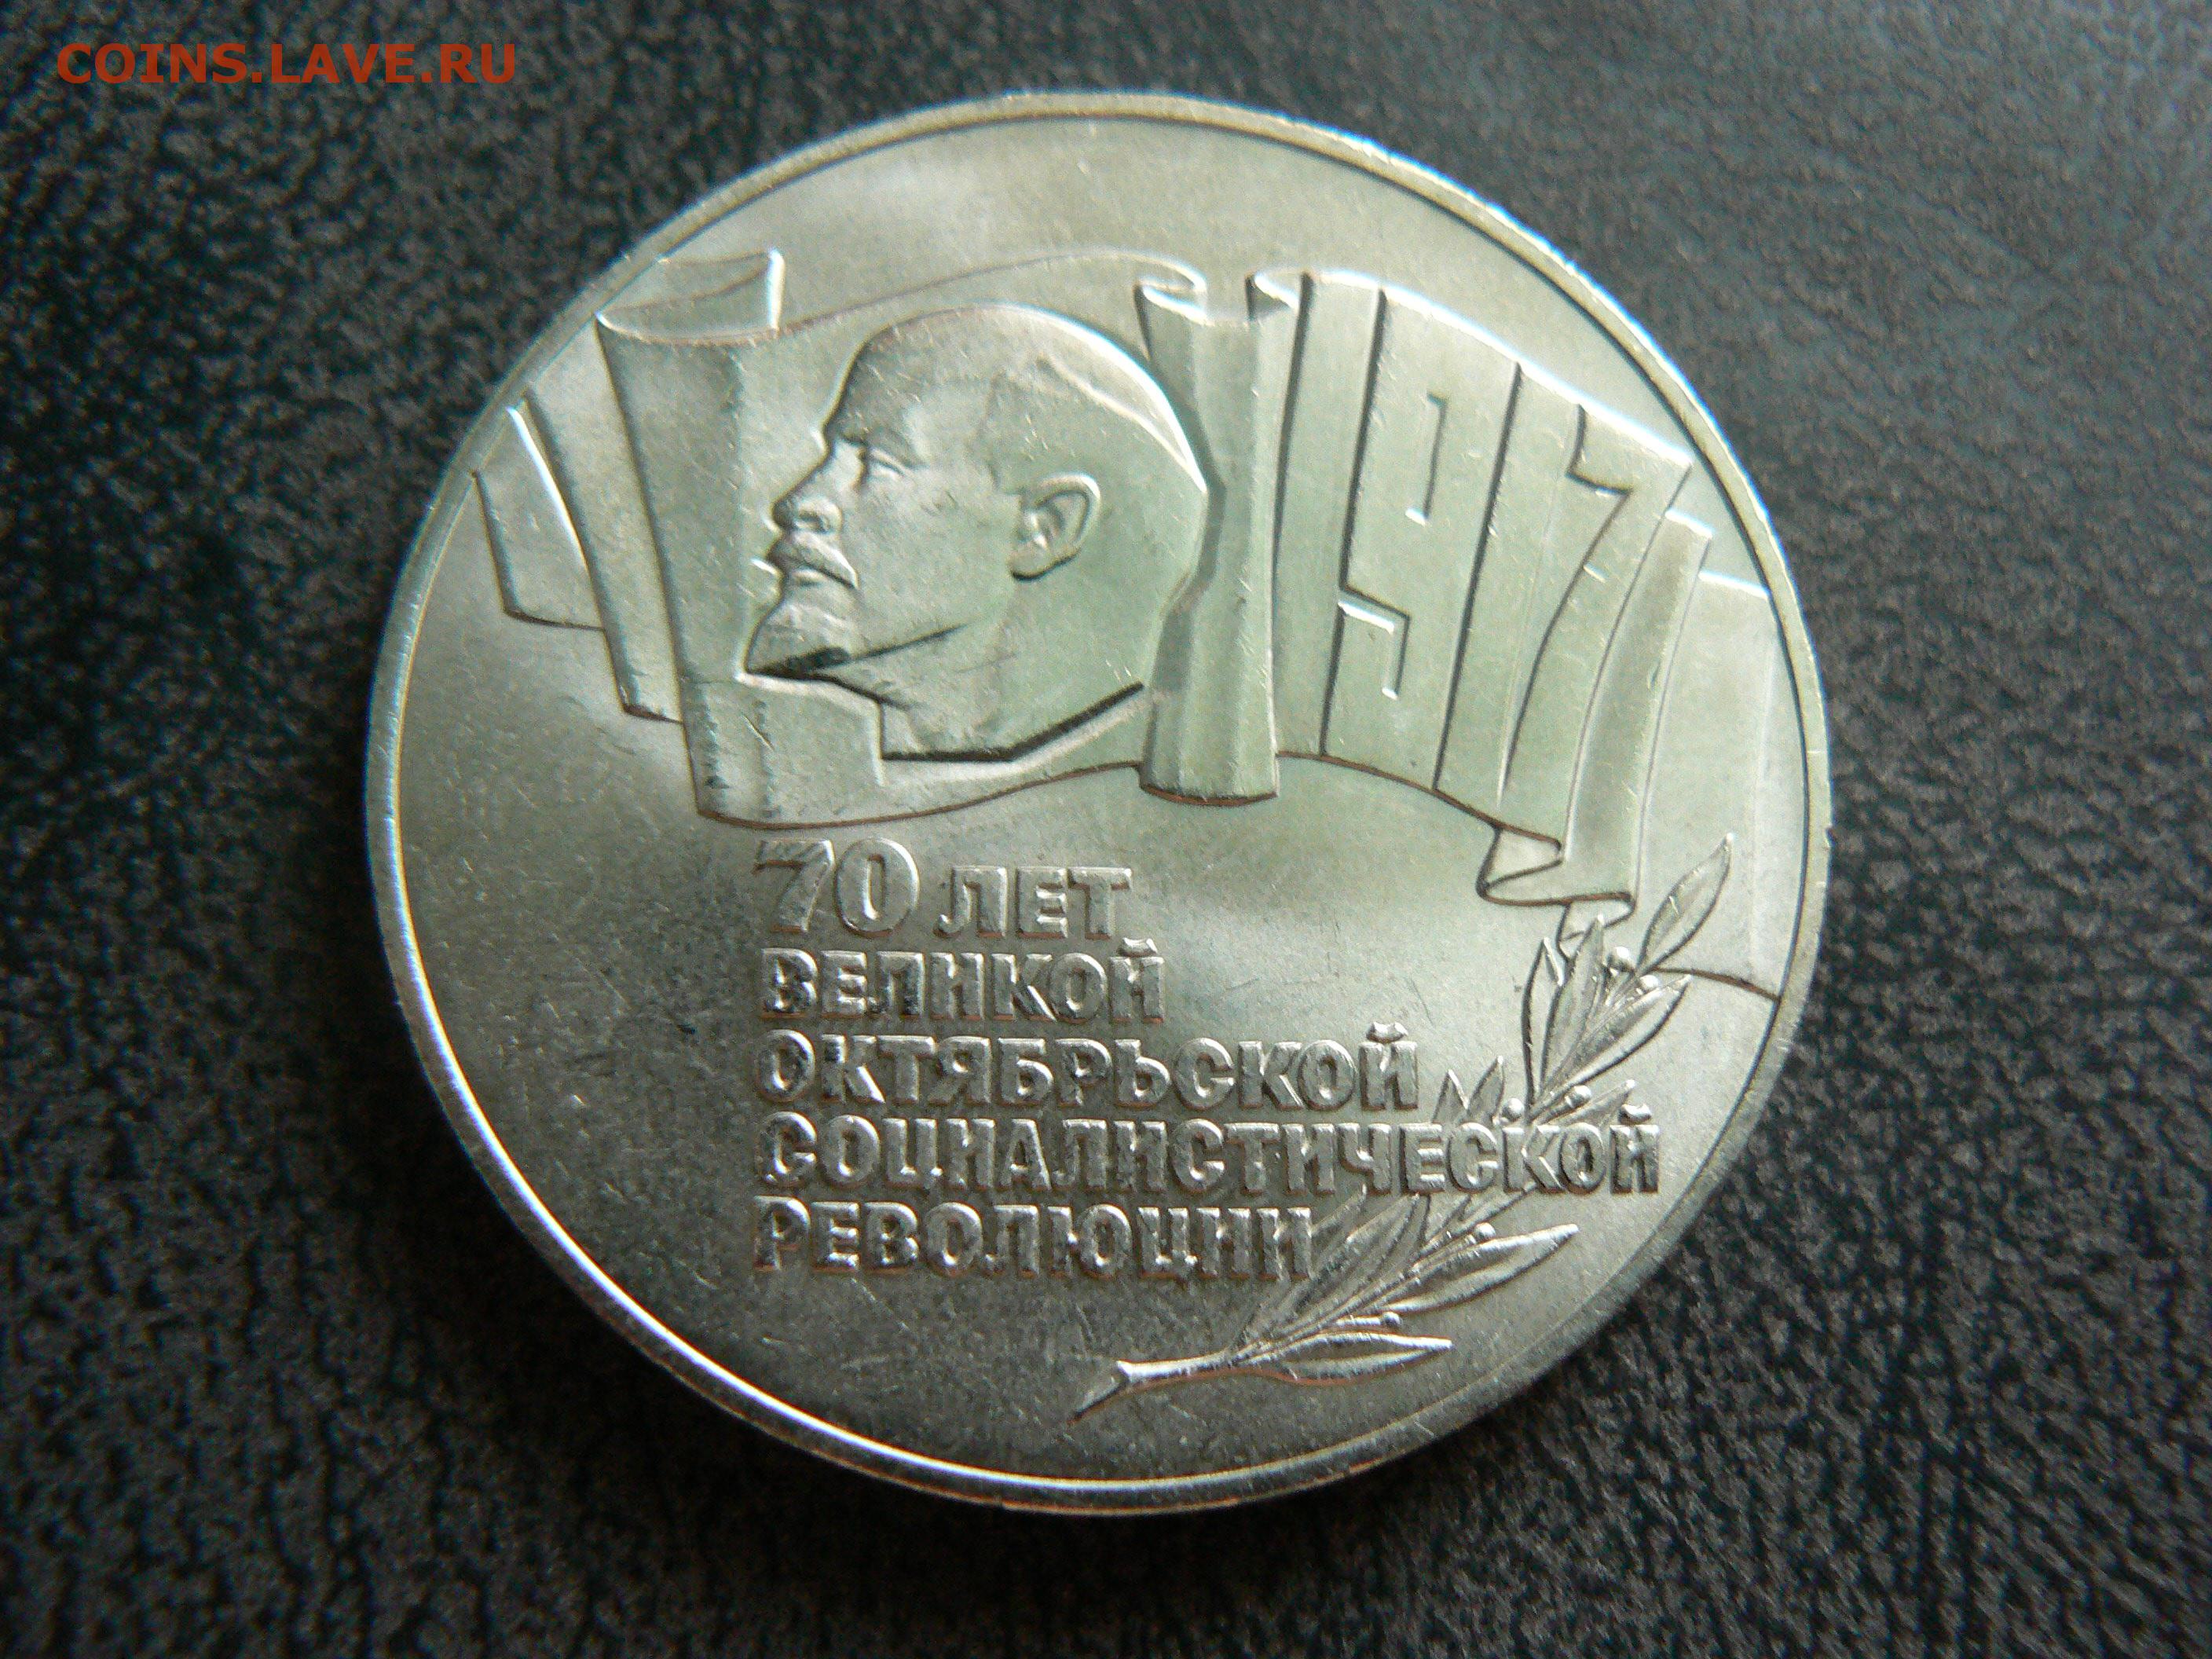 COINS.LAVE.RU
1917
70 ЛЕТ
ВЕЛИКОЙ
ОКТЯБРЬСКОЙ
СОЦИАЛИСТИЧЕСКОЙ
РЕВОЛЮЦИИ